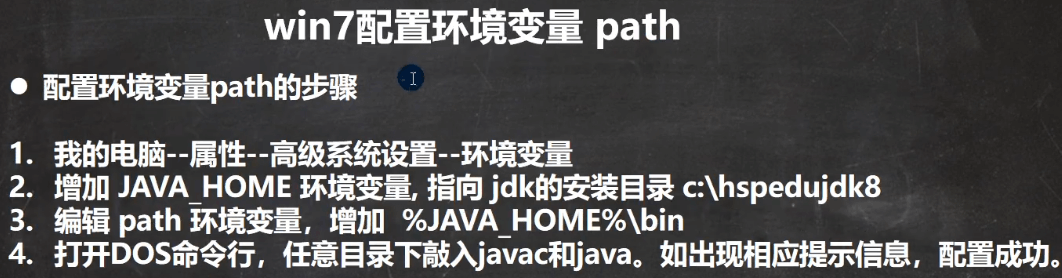 win7配置环境变量 path
● 配置环境变量path的步骤
1. 我的电脑--属性--高级系统设置--环境变量
2. 增加 JAVA_HOME 环境变量, 指向 jdk的安装目录 c:\hspedujdk8
3. 编辑 path 环境变量，增加 %JAVA_HOME%\bin
4. 打开DOS命令行，任意目录下敲入javac和java。如出现相应提示信息，配置成功。